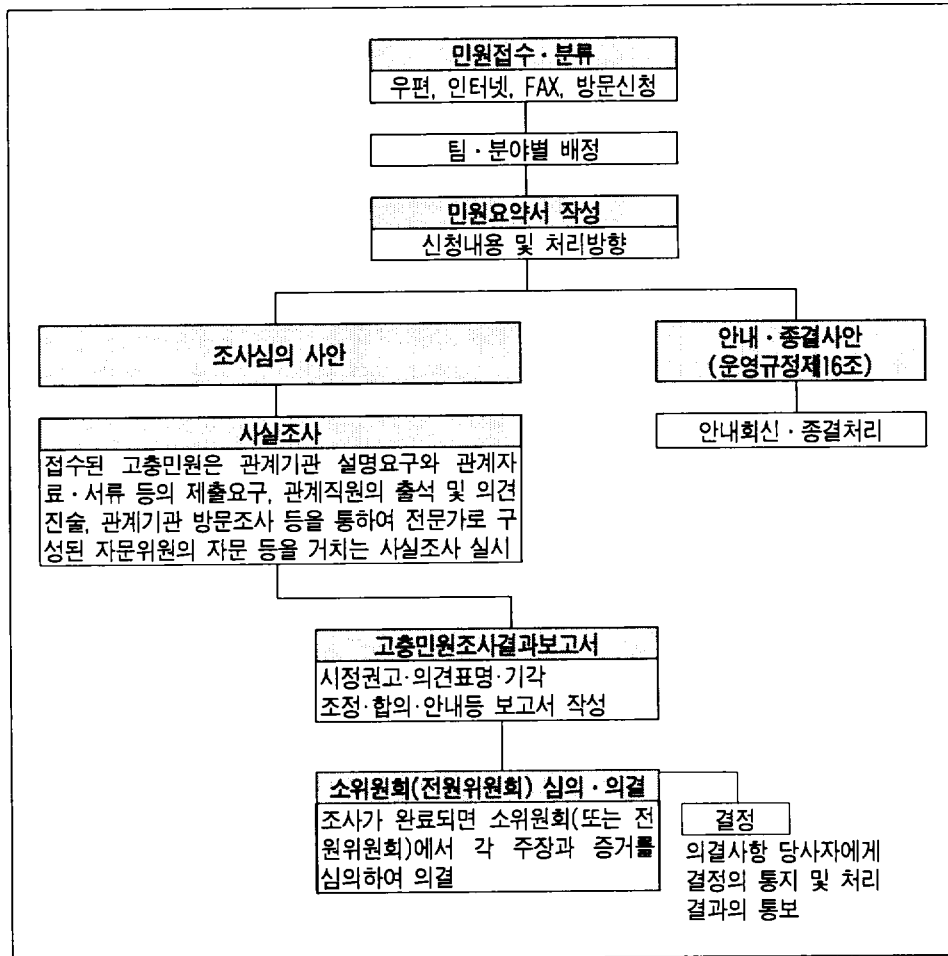 민원접수·분류
우편, 인터넷, FAX, 방문신청
팀·분야별 배정
민원요약서 작성
신청내용 및 처리방향
조사심의 사안
안내·종결사안
(운영규정제16조)
안내회신·종결처리
사실조사
접수된 고충민원은 관계기관 설명요구와 관계자
료·서류 등의 제출요구, 관계직원의 출석 및 의견
진술, 관계기관 방문조사 등을 통하여 전문가로 구
성된 자문위원의 자문 등을 거치는 사실조사 실시
고충민원조사결과보고서
시정권고·의견표명·기각
조정·합의·안내등 보고서 작성
소위원회(전원위원회) 심의·의결
조사가 완료되면 소위원회(또는 전
원위원회)에서 각 주장과 증거를
심의하여 의결
결정
의결사항 당사자에게
결정의 통지 및 처리
결과의 통보